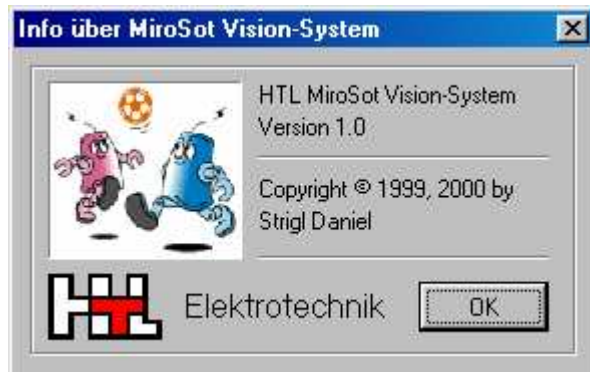 Info über MiroSot Vision-System
HTL MiroSot Vision-System
Version 1.0
Copyright © 1999, 2000 by
Strigl Daniel
HTL
Elektrotechnik
OK